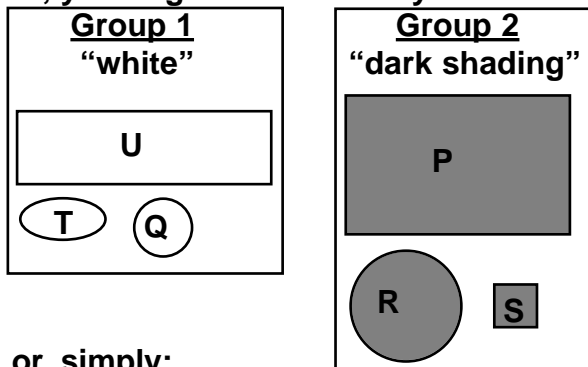 Group 1
"white"
U
T
Q
Group 2
"dark shading"
P
R
S
or simply: